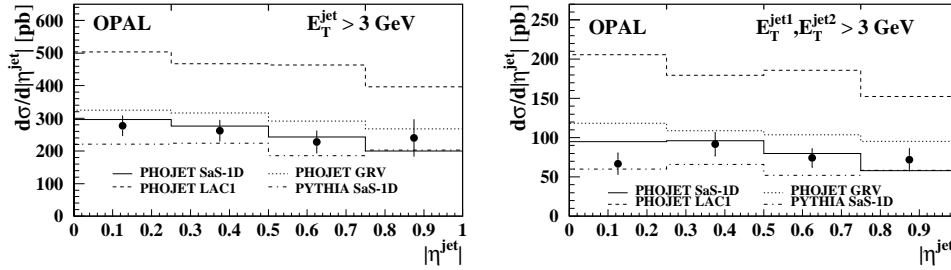 OPAL
E_T^jet > 3 GeV
dσ/d|η^jet| [pb]
600
500
400
300
200
100
0
PHOJET SaS-1D
PHOJET GRV
PHOJET LAC1
PYTHIA SaS-1D
0 0.1 0.2 0.3 0.4 0.5 0.6 0.7 0.8 0.9 1
|η^jet|
OPAL
E_T^jet1,E_T^jet2 > 3 GeV
dσ/d|η^jet| [pb]
250
200
150
100
50
0
PHOJET SaS-1D
PHOJET GRV
PHOJET LAC1
PYTHIA SaS-1D
0 0.1 0.2 0.3 0.4 0.5 0.6 0.7 0.8 0.9
|η^jet